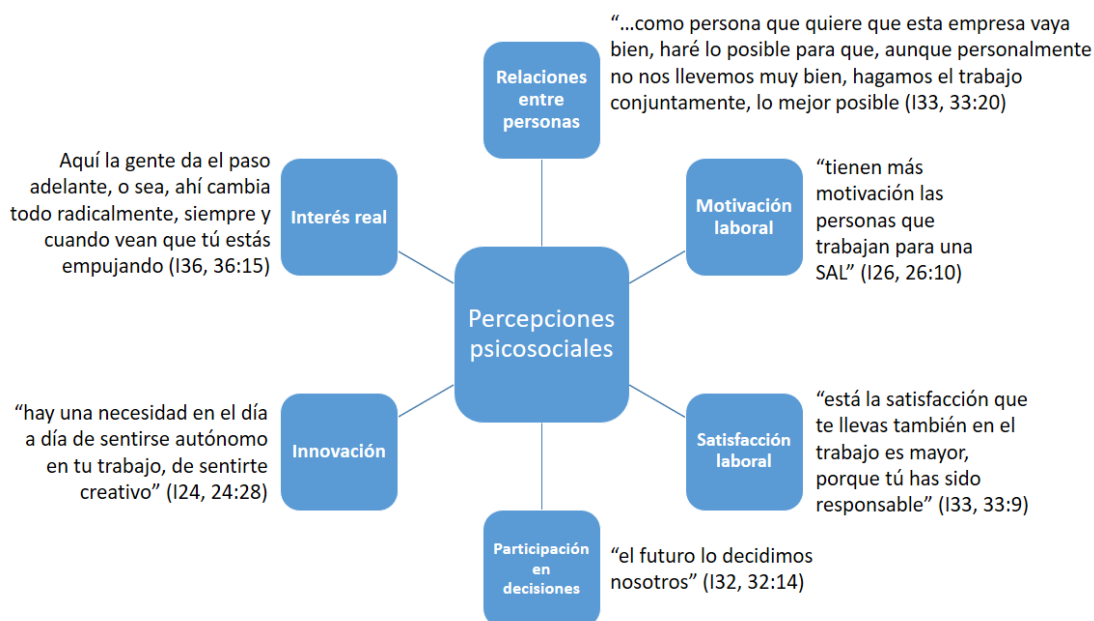 “…como persona que quiere que esta empresa vaya
bien, haré lo posible para que, aunque personalmente
no nos llevemos muy bien, hagamos el trabajo
conjuntamente, lo mejor posible (I33, 33:20)
Relaciones
entre
personas
Aquí la gente da el paso
adelante, o sea, ahí cambia
todo radicalmente, siempre y
cuando vean que tú estás
empujando (I36, 36:15)
Interés real
Motivación
laboral
“tienen más
motivación las
personas que
trabajan para una
SAL” (I26, 26:10)
Percepciones
psicosociales
“hay una necesidad en el día
a día de sentirse autónomo
en tu trabajo, de sentirte
creativo” (I24, 24:28)
Innovación
Satisfacción
laboral
“está la satisfacción que
te llevas también en el
trabajo es mayor,
porque tú has sido
responsable” (I33, 33:9)
Participación
en
decisiones
“el futuro lo decidimos
nosotros” (I32, 32:14)